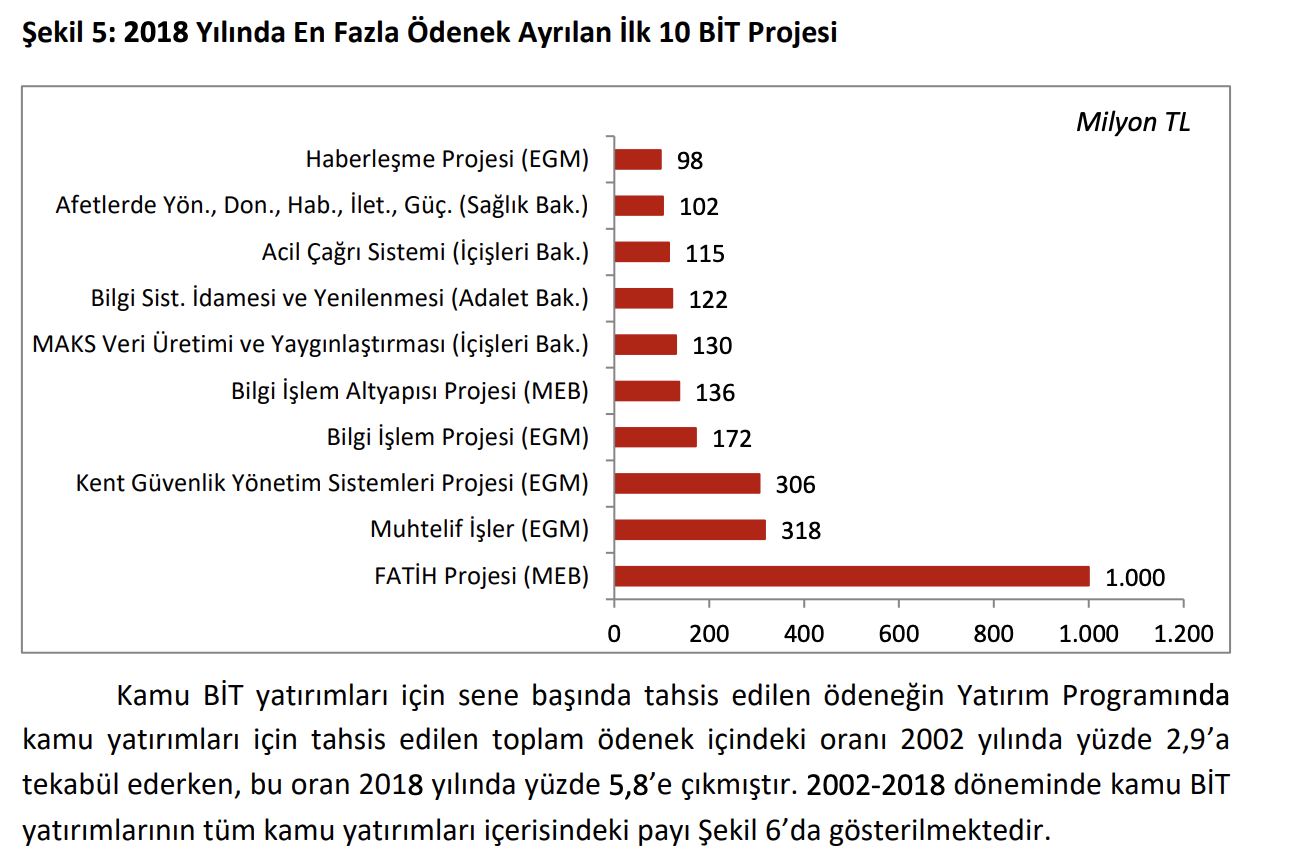 Şekil 5: 2018 Yılında En Fazla Ödenek Ayrılan İlk 10 BİT Projesi
Milyon TL
Haberleşme Projesi (EGM) 98
Afetlerde Yön., Don., Hab., İlet., Güç. (Sağlık Bak.) 102
Acil Çağrı Sistemi (İçişleri Bak.) 115
Bilgi Sist. İdamesi ve Yenilenmesi (Adalet Bak.) 122
MAKS Veri Üretimi ve Yaygınlaştırması (İçişleri Bak.) 130
Bilgi İşlem Altyapısı Projesi (MEB) 136
Bilgi İşlem Projesi (EGM) 172
Kent Güvenlik Yönetim Sistemleri Projesi (EGM) 306
Muhtelif İşler (EGM) 318
FATİH Projesi (MEB) 1.000
0 200 400 600 800 1.000 1.200
Kamu BİT yatırımları için sene başında tahsis edilen ödeneğin Yatırım Programında
kamu yatırımları için tahsis edilen toplam ödenek içindeki oranı 2002 yılında yüzde 2,9’a
tekabül ederken, bu oran 2018 yılında yüzde 5,8’e çıkmıştır. 2002-2018 döneminde kamu BİT
yatırımlarının tüm kamu yatırımları içerisindeki payı Şekil 6’da gösterilmektedir.